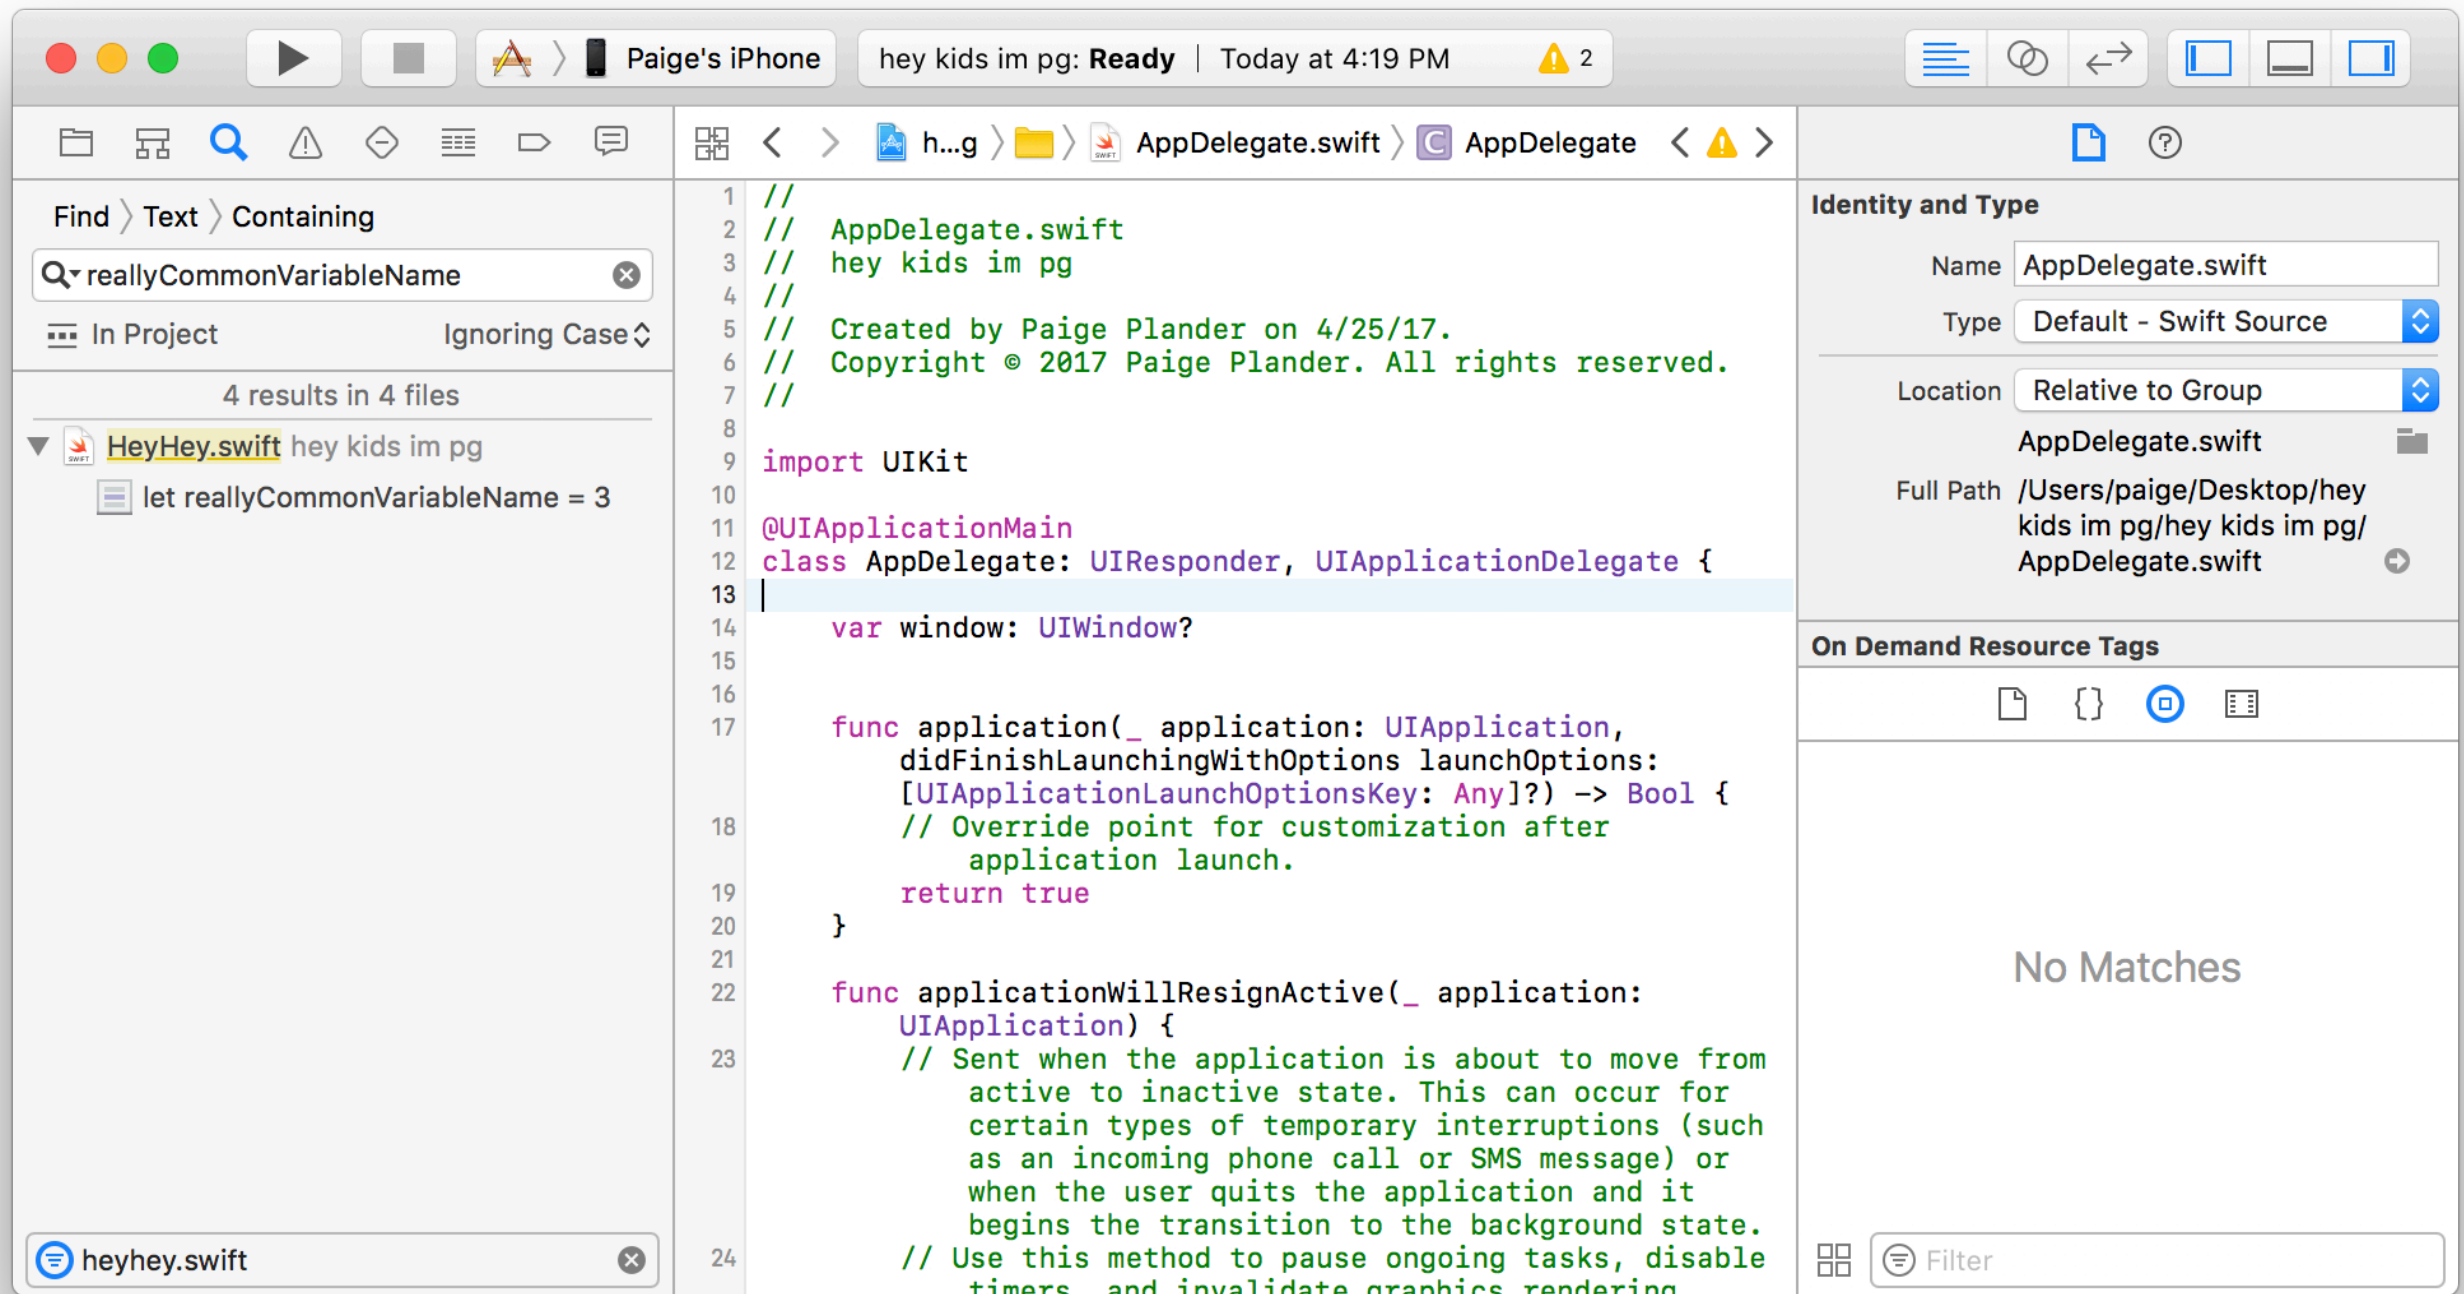 Paige's iPhone
hey kids im pg: Ready | Today at 4:19 PM
2
h...g
AppDelegate.swift
C AppDelegate
Find Text Containing
reallyCommonVariableName
In Project
Ignoring Case
4 results in 4 files
SWIFT HeyHey.swift hey kids im pg
let reallyCommonVariableName = 3
heyhey.swift
1 //
2 //  AppDelegate.swift
3 //  hey kids im pg
4 //
5 //  Created by Paige Plander on 4/25/17.
6 //  Copyright © 2017 Paige Plander. All rights reserved.
7 //
8
9 import UIKit
10
11 @UIApplicationMain
12 class AppDelegate: UIResponder, UIApplicationDelegate {
13
14     var window: UIWindow?
15
16
17     func application(_ application: UIApplication,
        didFinishLaunchingWithOptions launchOptions:
        [UIApplicationLaunchOptionsKey: Any]?) -> Bool {
18         // Override point for customization after
            application launch.
19         return true
20     }
21
22     func applicationWillResignActive(_ application:
        UIApplication) {
23         // Sent when the application is about to move from
            active to inactive state. This can occur for
            certain types of temporary interruptions (such
            as an incoming phone call or SMS message) or
            when the user quits the application and it
            begins the transition to the background state.
24         // Use this method to pause ongoing tasks, disable
            timers, and invalidate graphics rendering
Identity and Type
Name AppDelegate.swift
Type Default - Swift Source
Location Relative to Group
AppDelegate.swift
Full Path /Users/paige/Desktop/hey
kids im pg/hey kids im pg/
AppDelegate.swift
On Demand Resource Tags
{}
No Matches
Filter